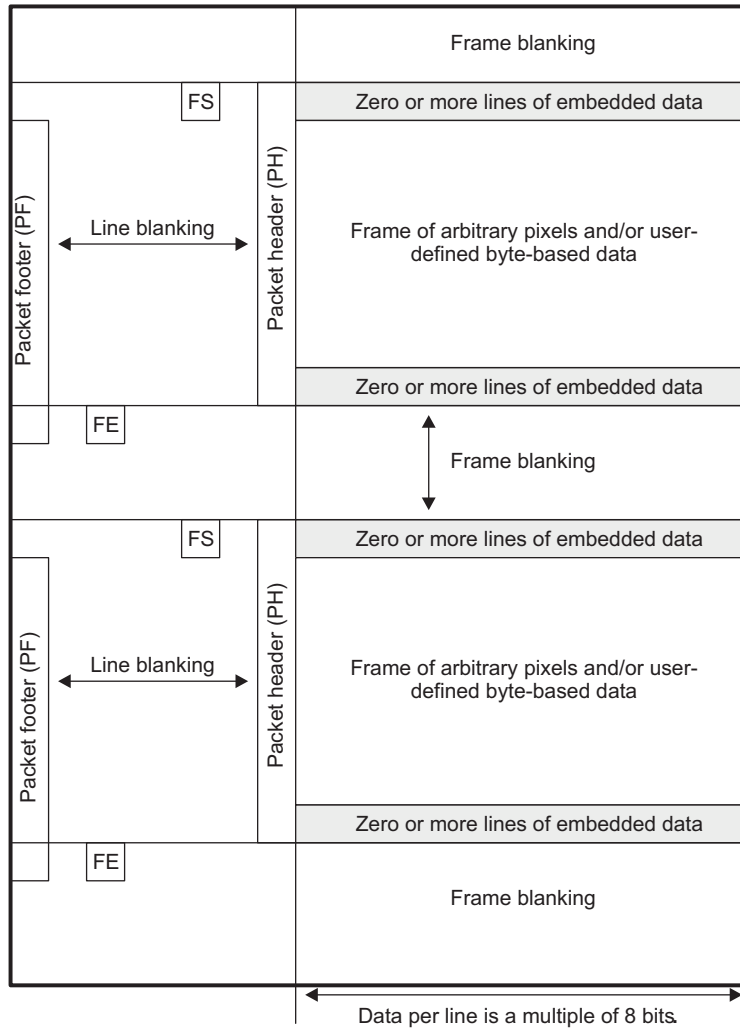 Frame blanking
FS
Zero or more lines of embedded data
Packet footer (PF)
Line blanking
Packet header (PH)
Frame of arbitrary pixels and/or user-
defined byte-based data
Zero or more lines of embedded data
FE
Frame blanking
FS
Zero or more lines of embedded data
Packet footer (PF)
Line blanking
Packet header (PH)
Frame of arbitrary pixels and/or user-
defined byte-based data
Zero or more lines of embedded data
FE
Frame blanking
Data per line is a multiple of 8 bits.